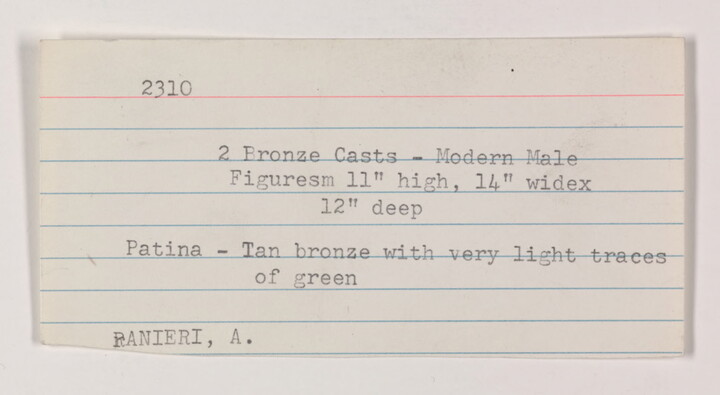 2310
2 Bronze Casts - Modern Male
Figuresm 11" high, 14" widex
12" deep
Patina - Tan bronze with very light traces
of green
RANIERI, A.